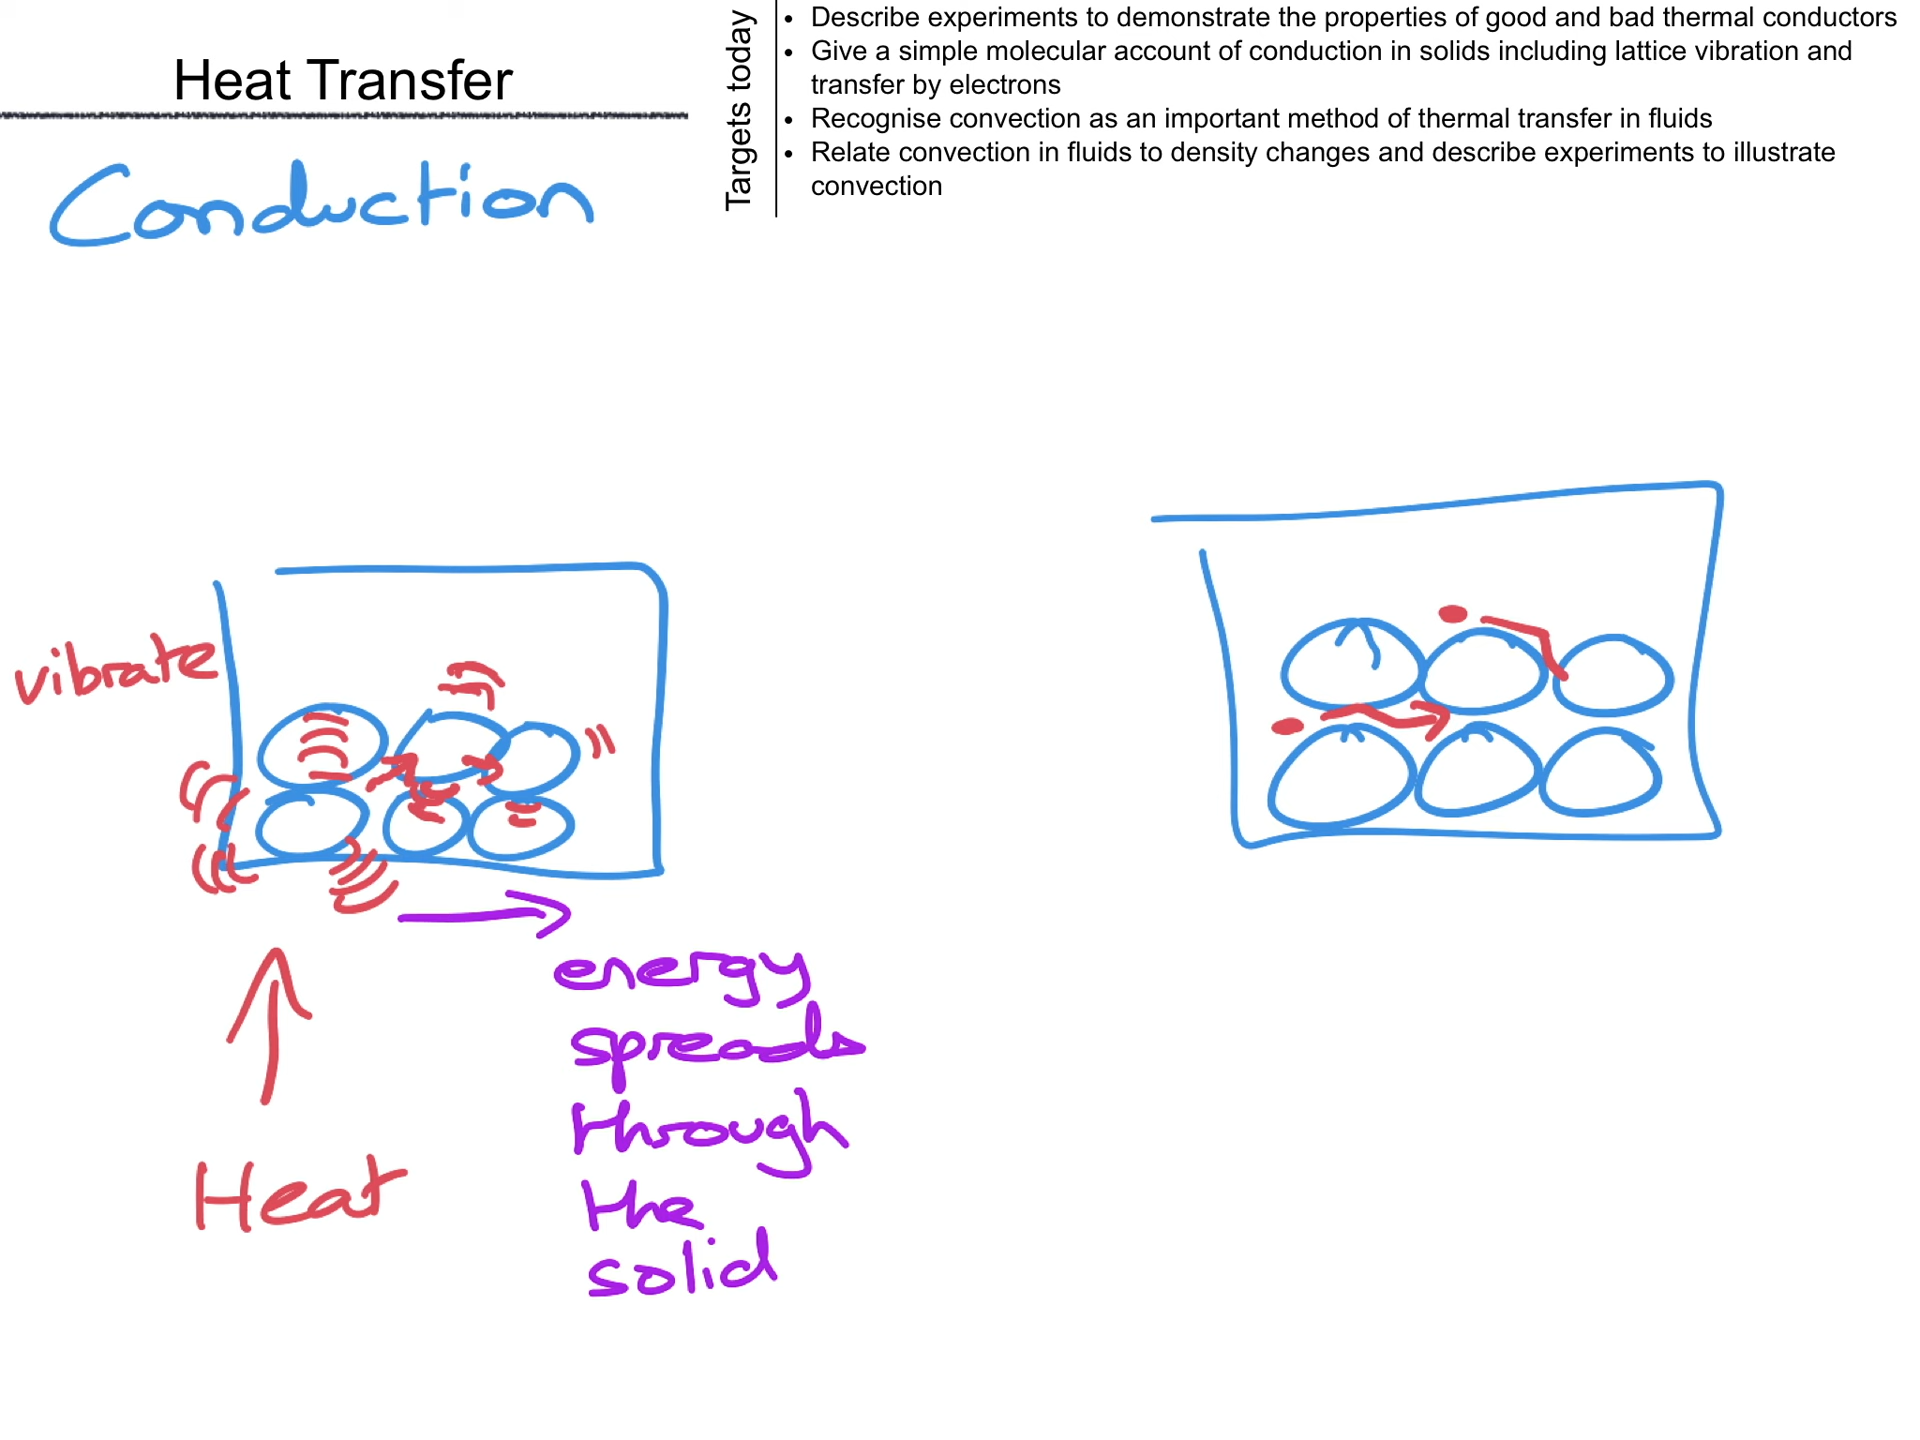 Heat Transfer
Targets today
• Describe experiments to demonstrate the properties of good and bad thermal conductors
• Give a simple molecular account of conduction in solids including lattice vibration and
transfer by electrons
• Recognise convection as an important method of thermal transfer in fluids
• Relate convection in fluids to density changes and describe experiments to illustrate
convection
Conduction
vibrate
Heat
energy
spreads
through
the
solid